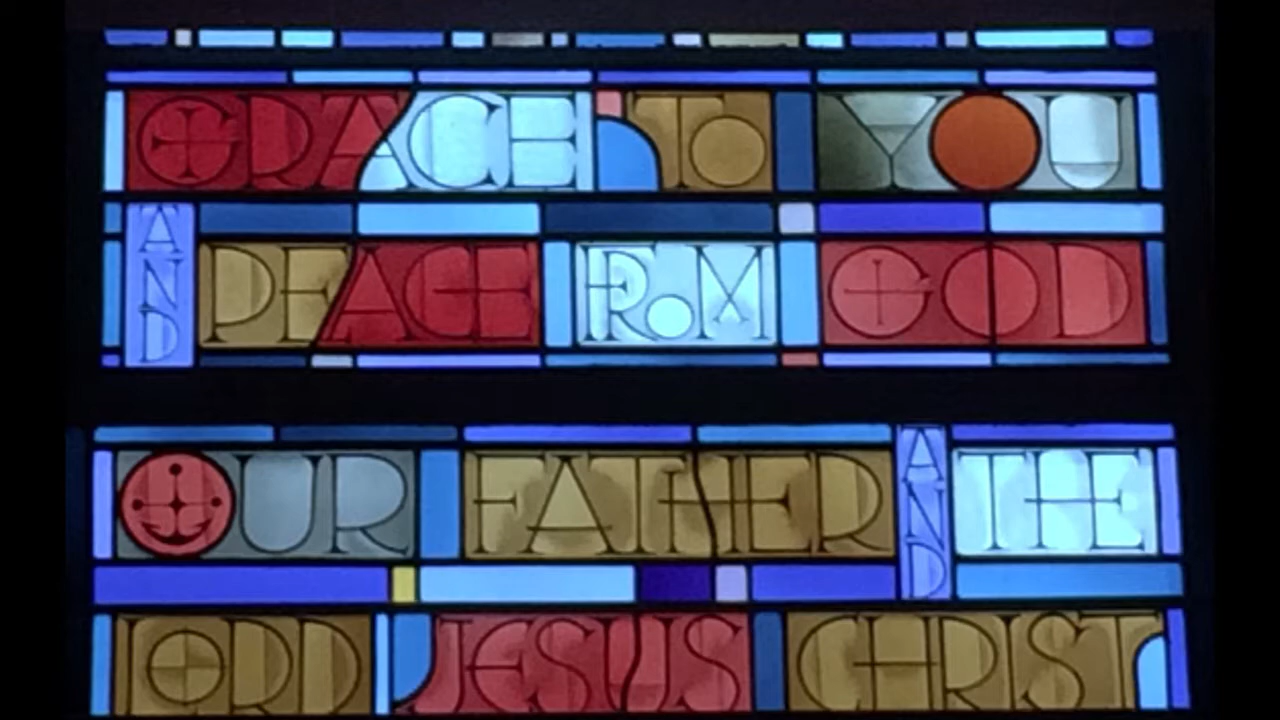 GRACE TO YOU
AND PEACE FROM GOD
OUR FATHER AND THE
LORD JESUS CHRIST